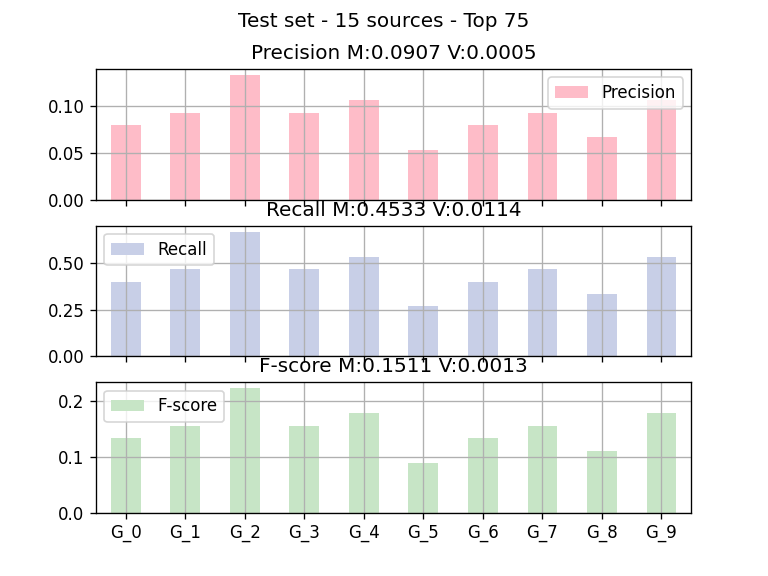 Test set - 15 sources - Top 75
Precision M:0.0907 V:0.0005
0.10
0.05
0.00
Precision
Recall M:0.4533 V:0.0114
0.50
0.25
0.00
Recall
F-score M:0.1511 V:0.0013
0.2
0.1
0.0
F-score
G_0 G_1 G_2 G_3 G_4 G_5 G_6 G_7 G_8 G_9